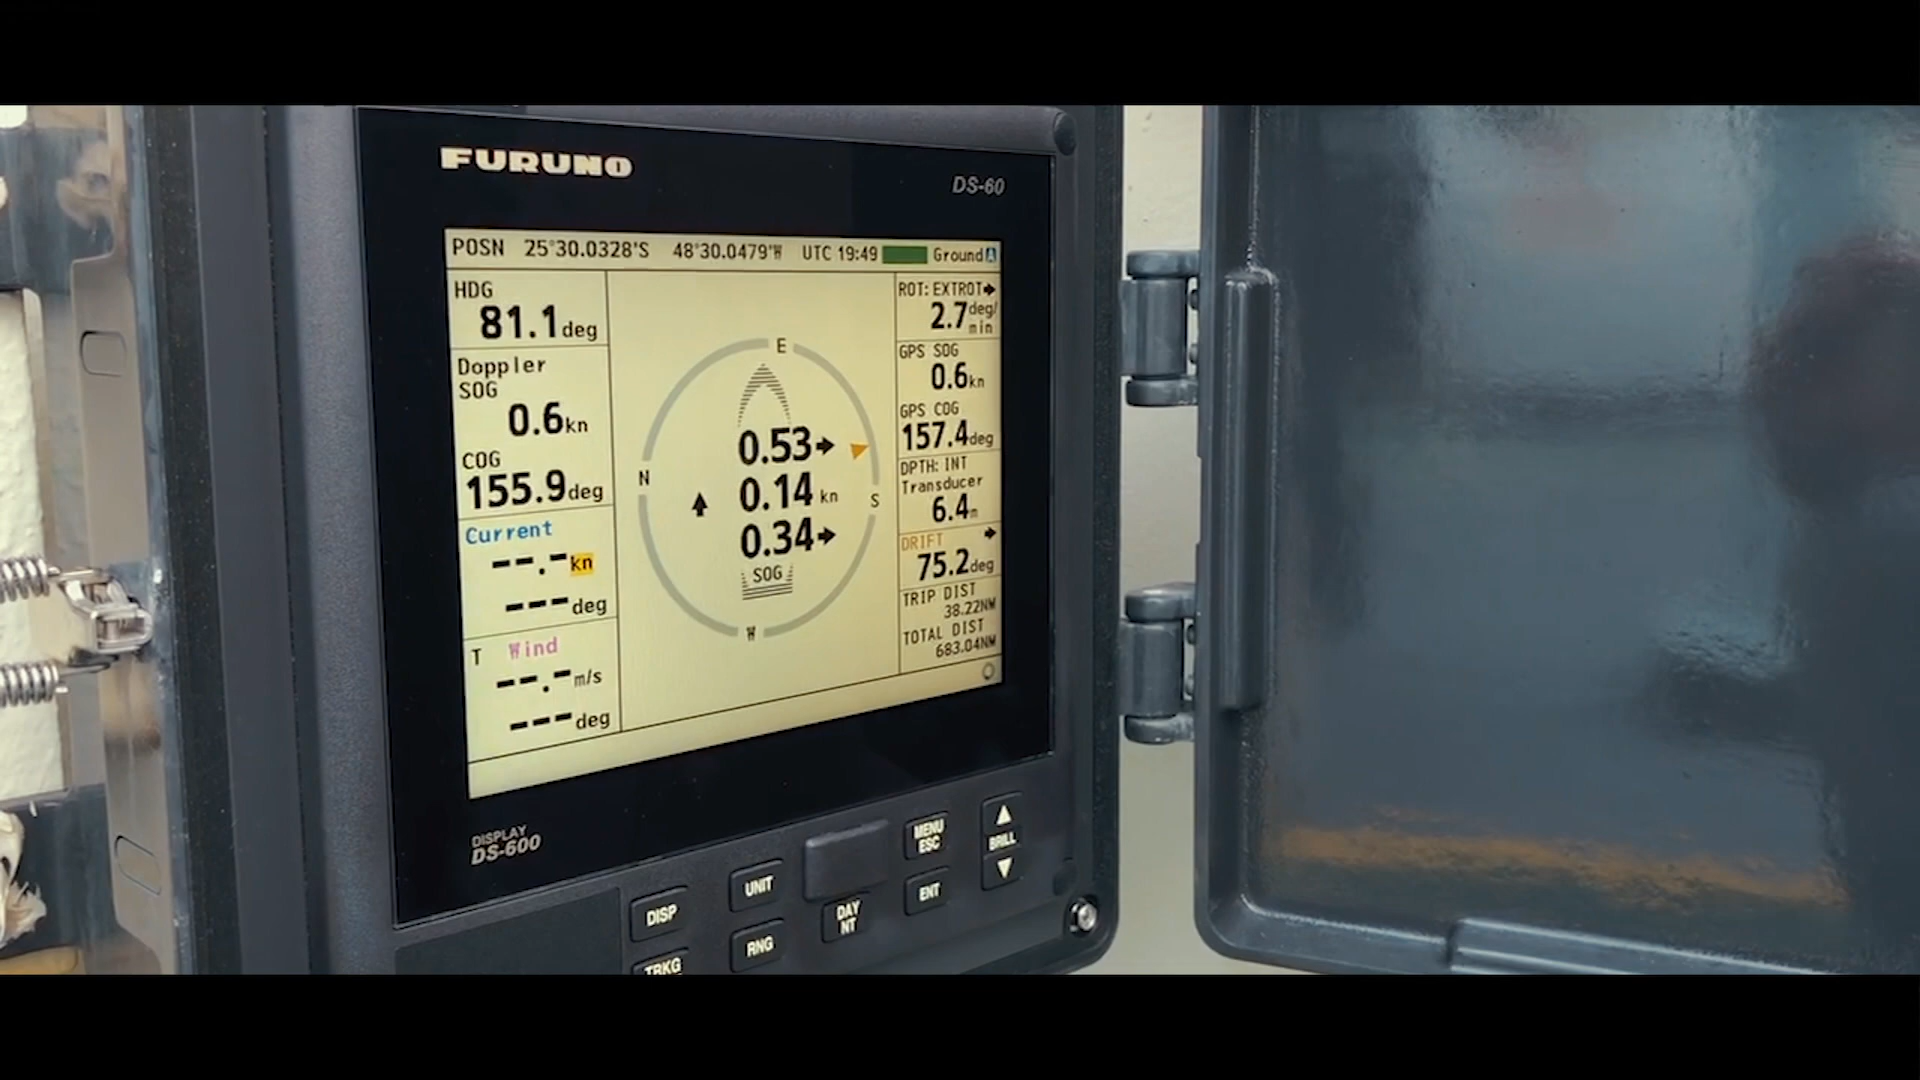 FURUNO
DS-60
POSN 25°30.0328'S 48°30.0479'W UTC 19:49 Ground A
HDG
81.1deg
Doppler
SOG
0.6kn
COG
155.9deg
Current
--.-kn
---deg
T Wind
--.-m/s
---deg
E
N
S
W
0.53
0.14 kn
0.34
SOG
ROT: EXTROT
2.7deg/min
GPS SOG
0.6kn
GPS COG
157.4deg
DPTH: INT
Transducer
6.4m
DRIFT
75.2deg
TRIP DIST
38.22NM
TOTAL DIST
683.04NM
DISPLAY
DS-600
DISP
UNIT
MENU
ESC
BRILL
TRKG
RNG
DAY
NT
ENT